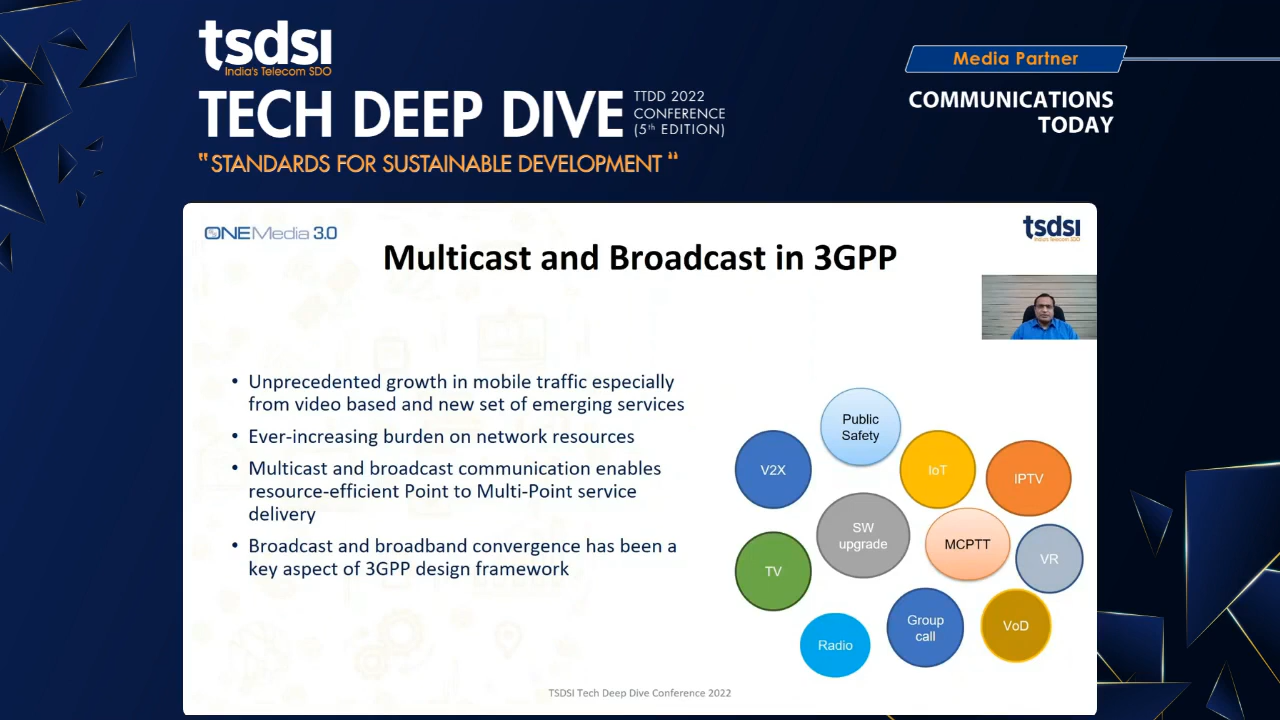 tsdsi
India's Telecom SDO
TECH DEEP DIVE
TTDD 2022
CONFERENCE
(5th EDITION)
"STANDARDS FOR SUSTAINABLE DEVELOPMENT"
Media Partner
COMMUNICATIONS
TODAY
ONEMedia 3.0
tsdsi
India's Telecom SDO
Multicast and Broadcast in 3GPP
• Unprecedented growth in mobile traffic especially
from video based and new set of emerging services
• Ever-increasing burden on network resources
• Multicast and broadcast communication enables
resource-efficient Point to Multi-Point service
delivery
• Broadcast and broadband convergence has been a
key aspect of 3GPP design framework
Public
Safety
V2X
IoT
IPTV
SW
upgrade
MCPTT
VR
TV
Group
call
VoD
Radio
TSDSI Tech Deep Dive Conference 2022